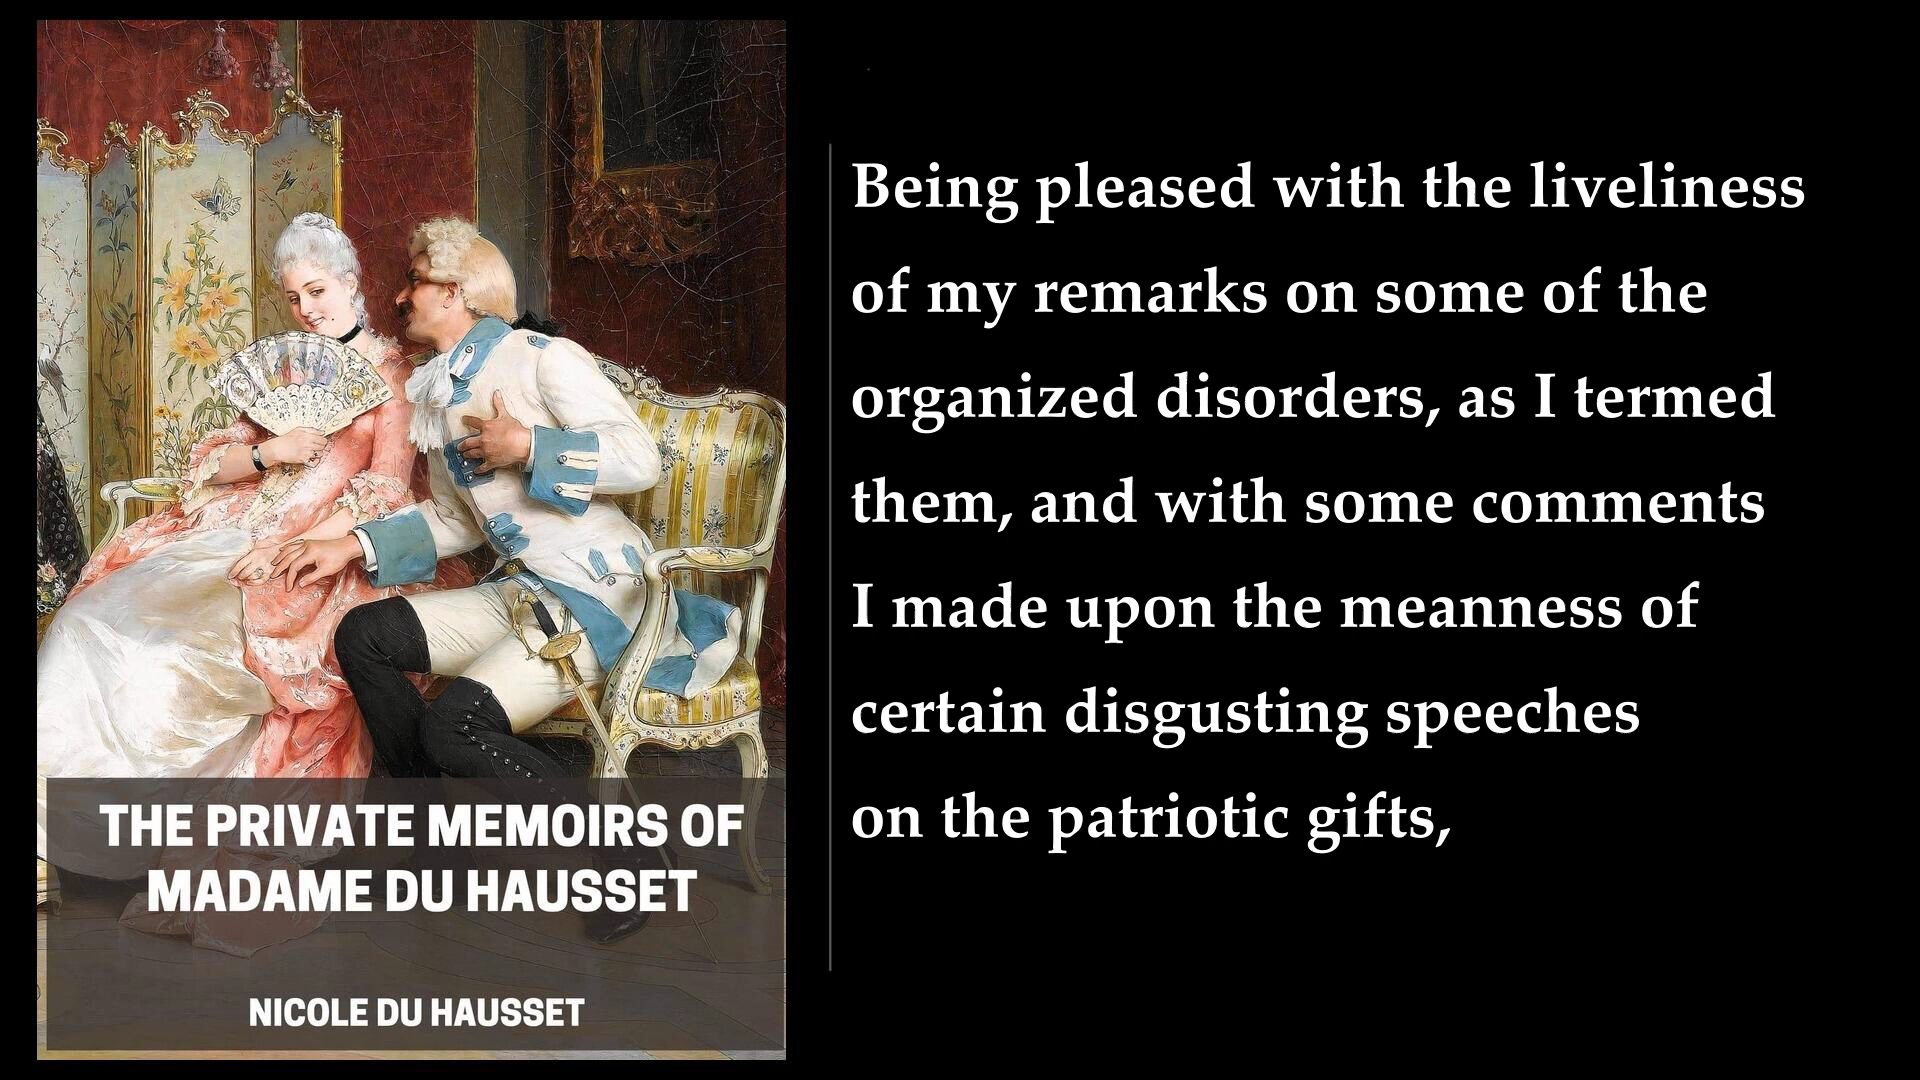 THE PRIVATE MEMOIRS OF
MADAME DU HAUSSET
NICOLE DU HAUSSET
Being pleased with the liveliness
of my remarks on some of the
organized disorders, as I termed
them, and with some comments
I made upon the meanness of
certain disgusting speeches
on the patriotic gifts,